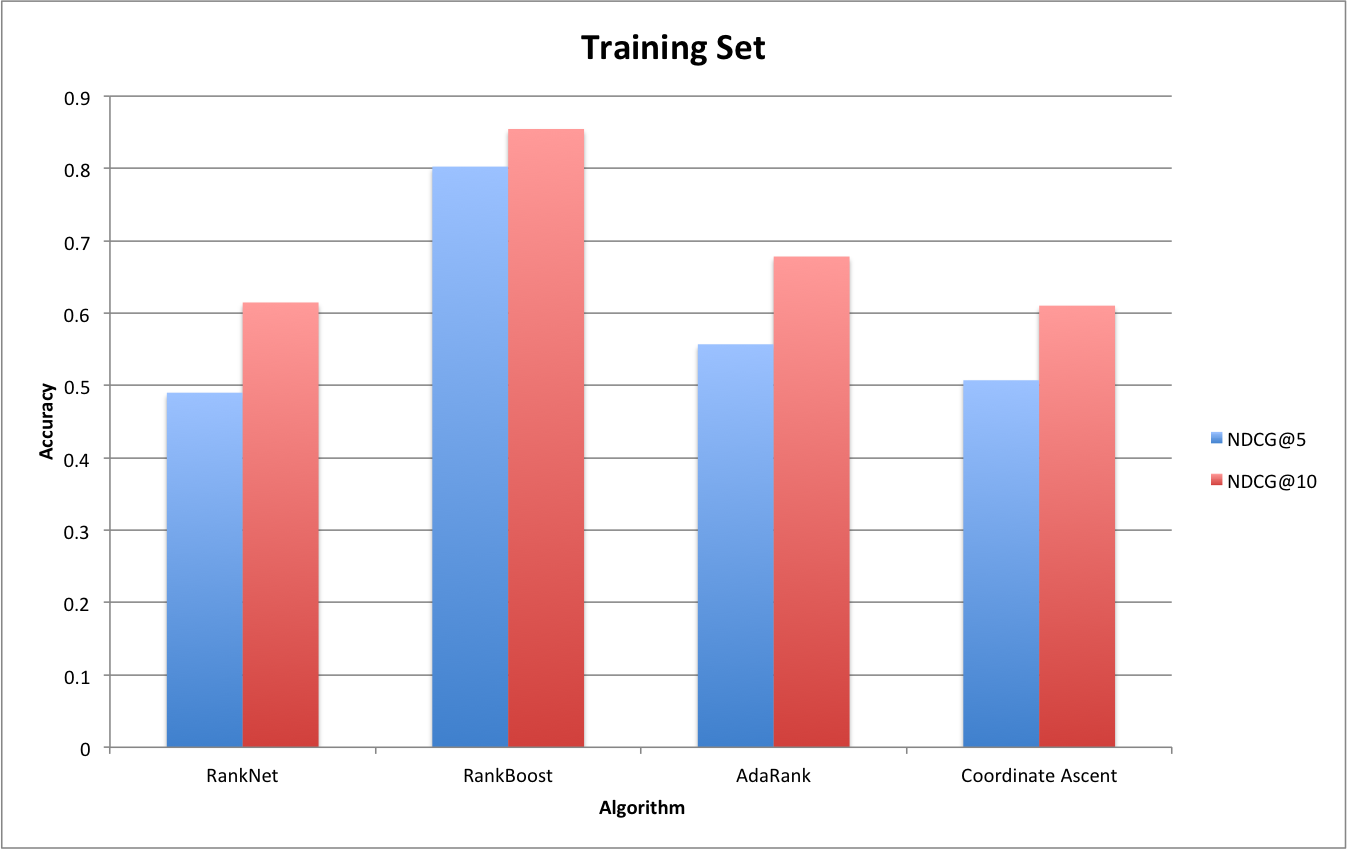 Training Set
0.9
0.8
0.7
0.6
0.5
0.4
0.3
0.2
0.1
0
Accuracy
RankNet
RankBoost
AdaRank
Coordinate Ascent
Algorithm
NDCG@5
NDCG@10